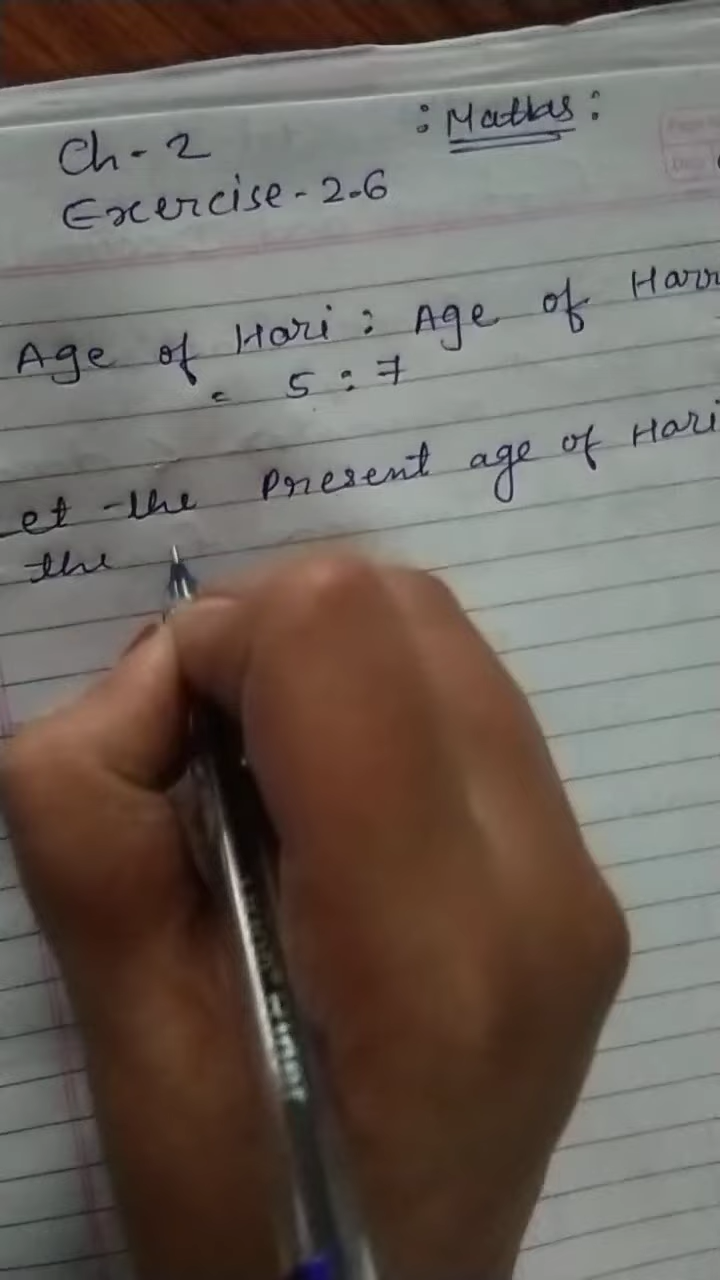 : Maths :
Ch - 2
Exercise - 2.6
Age of Hari : Age of Harr
= 5 : 7
et the Present age of Hari
the